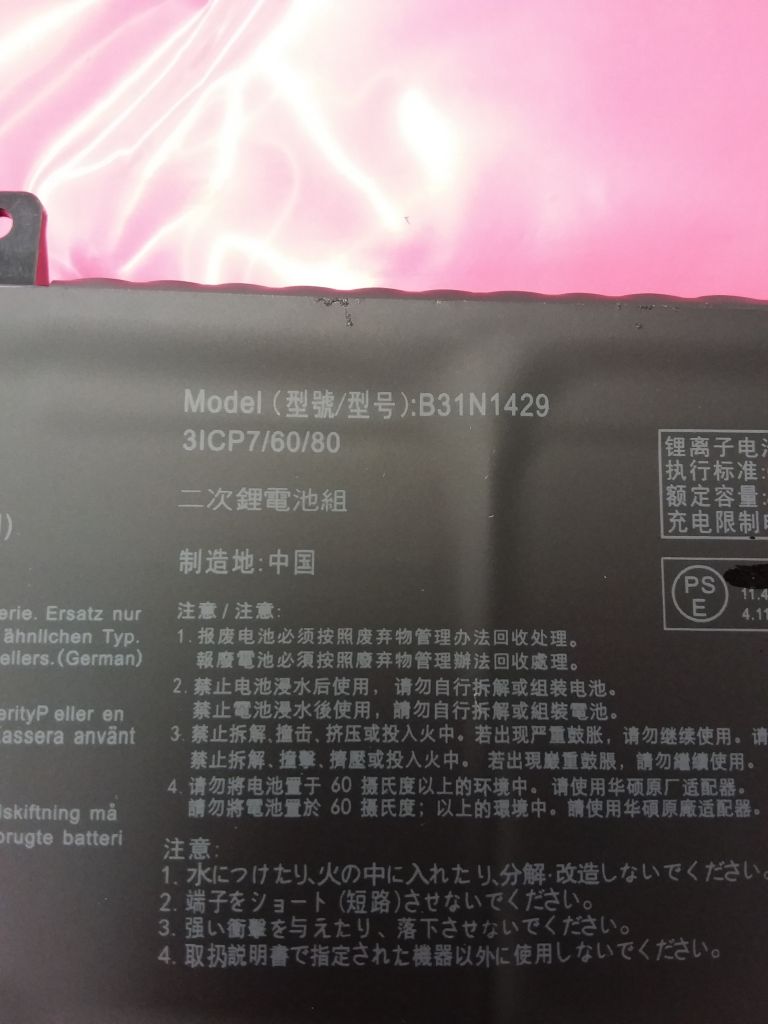 Model (型號/型号):B31N1429
3ICP7/60/80
二次鋰電池組
制造地:中国
锂离子电
执行标准:
额定容量:
充电限制电
PS
E
11.4
4.11
erie. Ersatz nur
ähnlichen Typ.
ellers.(German)
erityP eller en
Kassera använt
dskiftning må
brugte batteri
注意 / 注意:
1. 报废电池必须按照废弃物管理办法回收处理。
報廢電池必須按照廢弃物管理辦法回收處理。
2. 禁止电池浸水后使用，请勿自行拆解或组装电池。
禁止電池浸水後使用，請勿自行拆解或組裝電池。
3. 禁止拆解、撞击、挤压或投入火中。若出现严重鼓胀，请勿继续使用。请
禁止拆解、撞擊、擠壓或投入火中。若出現嚴重鼓脹，請勿繼續使用。
4. 请勿將电池置于 60 摄氏度以上的环境中。请使用华硕原厂适配器。
請勿將電池置於 60 摄氏度；以上的環境中。請使用华硕原廠适配器。
注意:
1. 水につけたり、火の中に入れたり、分解·改造しないでください。
2. 端子をショート (短路)させないでください。
3. 强い衝撃を与えたり、落下させないでください。
4. 取扱説明書で指定された機器以外に使用しないでください。